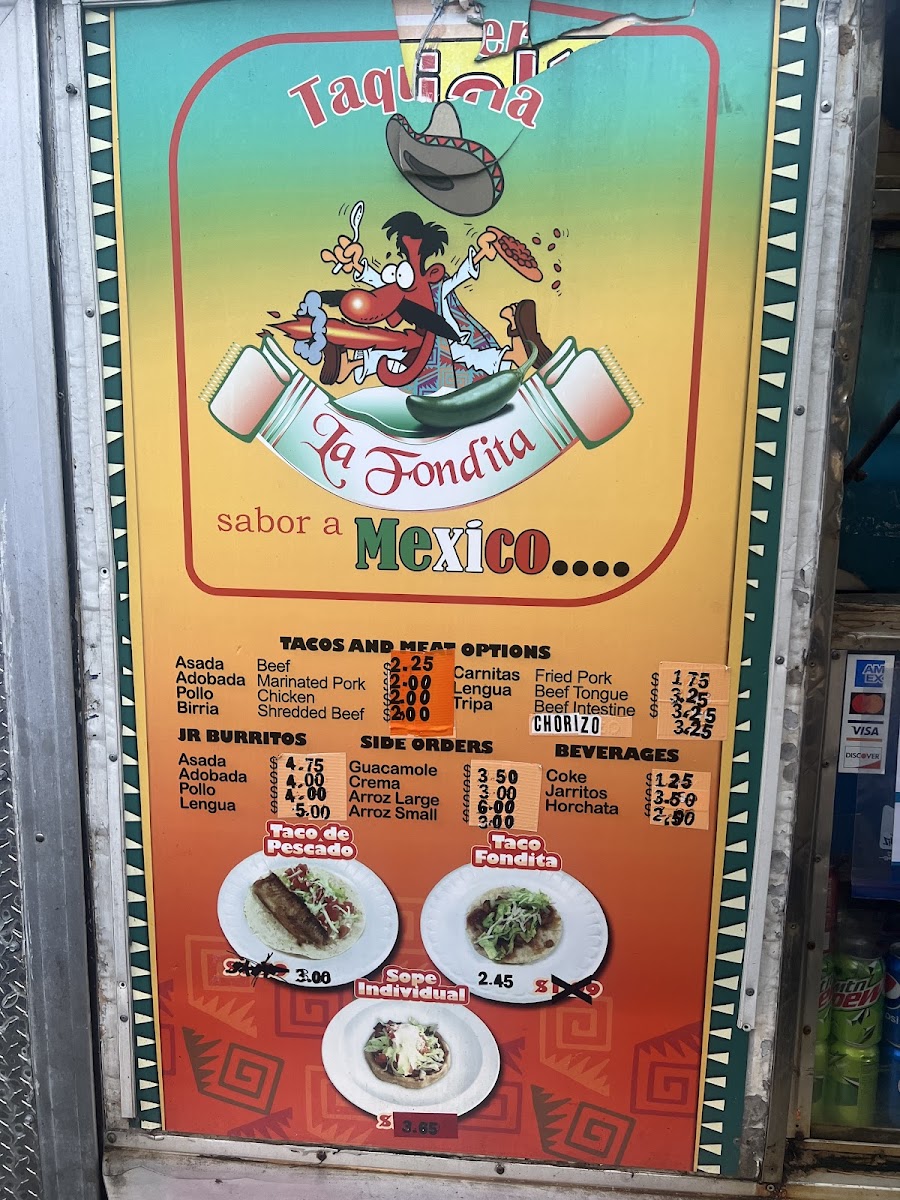 er
Taqueria
La Fondita
sabor a
Mexico....
TACOS AND MEAT OPTIONS
Asada Beef $2.25
Adobada Marinated Pork $2.00
Pollo Chicken $2.00
Birria Shredded Beef $2.00
Carnitas Fried Pork $1.75
Lengua Beef Tongue $3.25
Tripa Beef Intestine $3.25
CHORIZO 3.25
JR BURRITOS
Asada $4.75
Adobada $4.00
Pollo $4.00
Lengua $5.00
SIDE ORDERS
Guacamole $3.50
Crema $3.00
Arroz Large $6.00
Arroz Small $3.00
BEVERAGES
Coke $1.25
Jarritos $3.50
Horchata $2.90
Taco de
Pescado
3.00
Taco
Fondita
2.45
Sope
Individual
$3.65
AM
EX
VISA
DISCOVER